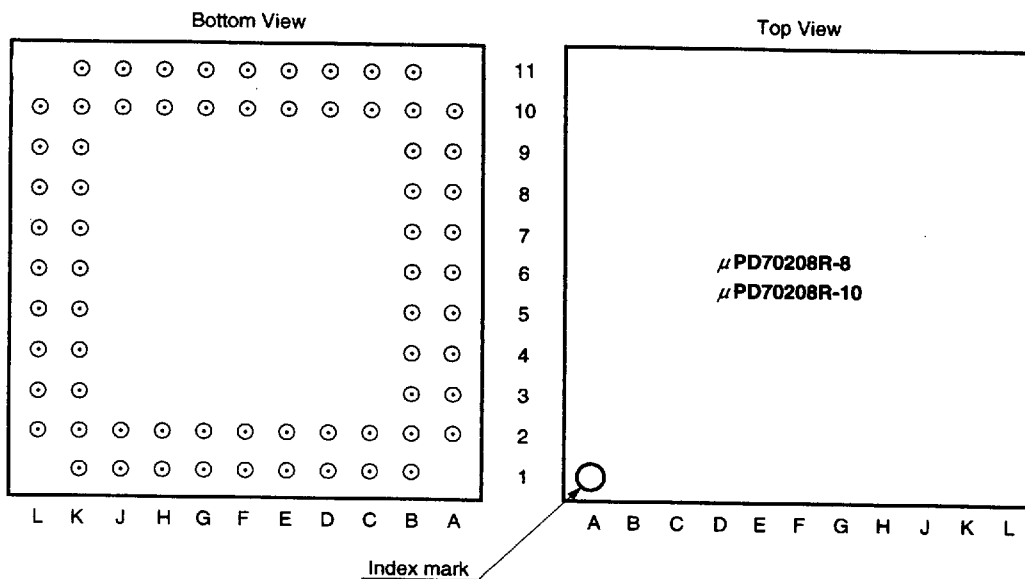 Bottom View
Top View
11
10
9
8
7
6
5
4
3
2
1
μPD70208R-8
μPD70208R-10
L K J H G F E D C B A
A B C D E F G H J K L
Index mark